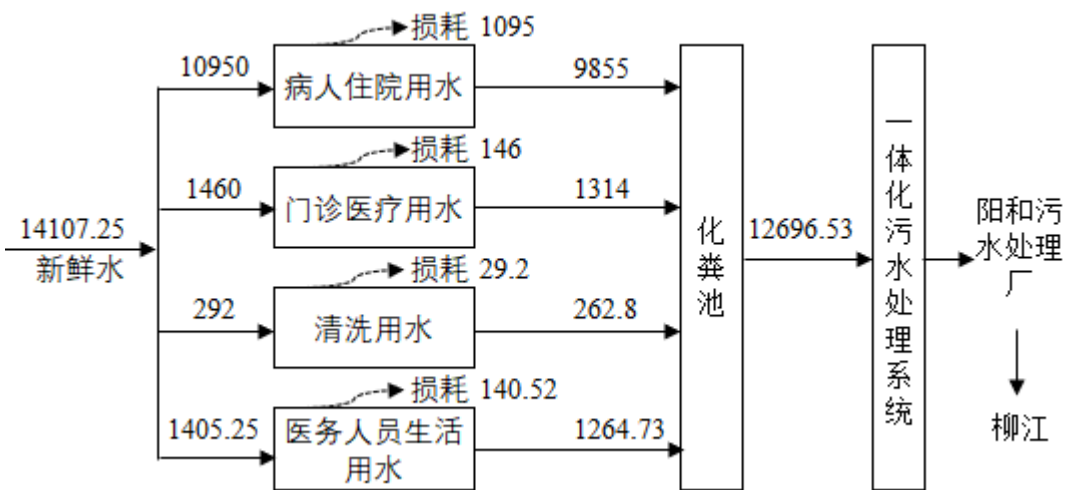 损耗 1095
10950
病人住院用水
9855
损耗 146
1460
门诊医疗用水
1314
14107.25
新鲜水
损耗 29.2
292
清洗用水
262.8
损耗 140.52
1405.25
医务人员生活
用水
1264.73
化粪池
12696.53
一体化污水处理系统
阳和污
水处理
厂
柳江